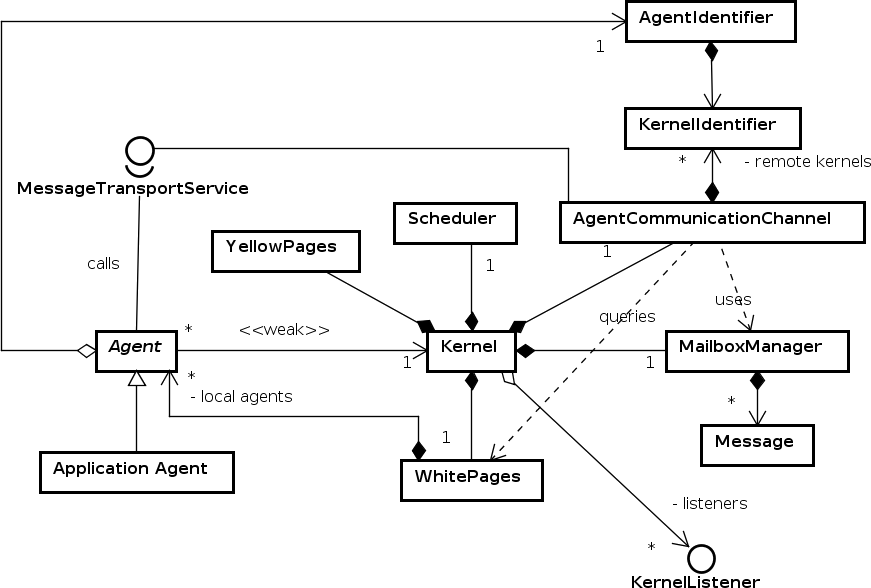 AgentIdentifier
1
KernelIdentifier
* - remote kernels
MessageTransportService
Scheduler
AgentCommunicationChannel
YellowPages
1
calls
1
uses
queries
* <<weak>>
Agent
Kernel
MailboxManager
1
1
*
- local agents
*
1
Message
Application Agent
WhitePages
- listeners
*
KernelListener